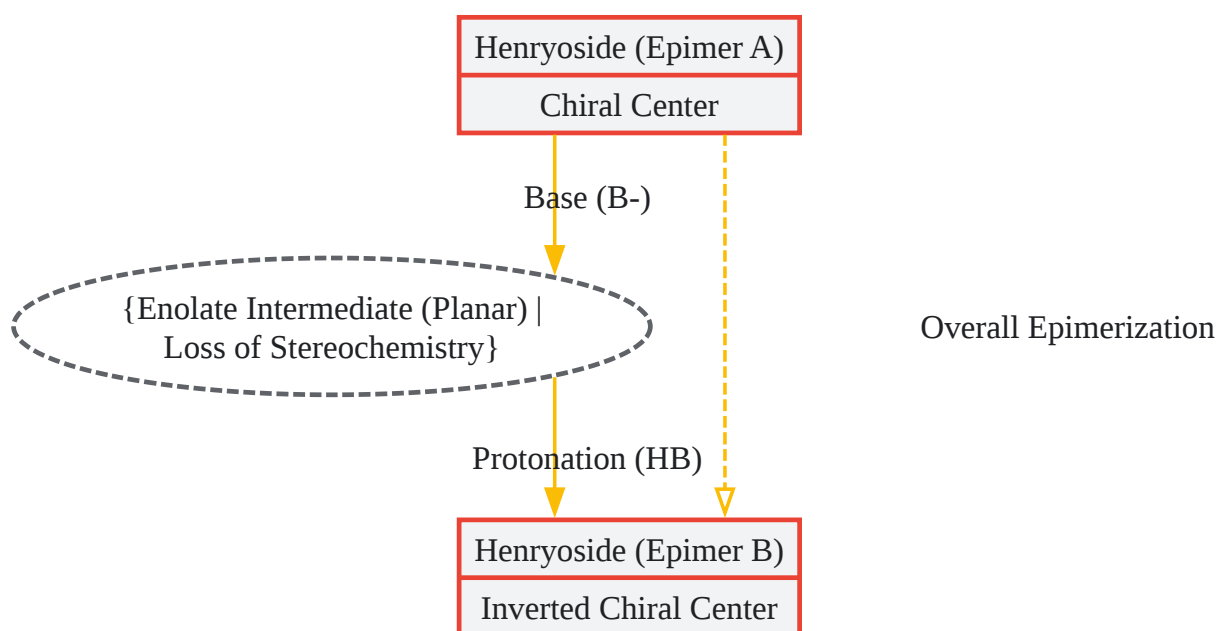 Henryoside (Epimer A)
Chiral Center
Base (B-)
{Enolate Intermediate (Planar) |
Loss of Stereochemistry}
Overall Epimerization
Protonation (HB)
Henryoside (Epimer B)
Inverted Chiral Center